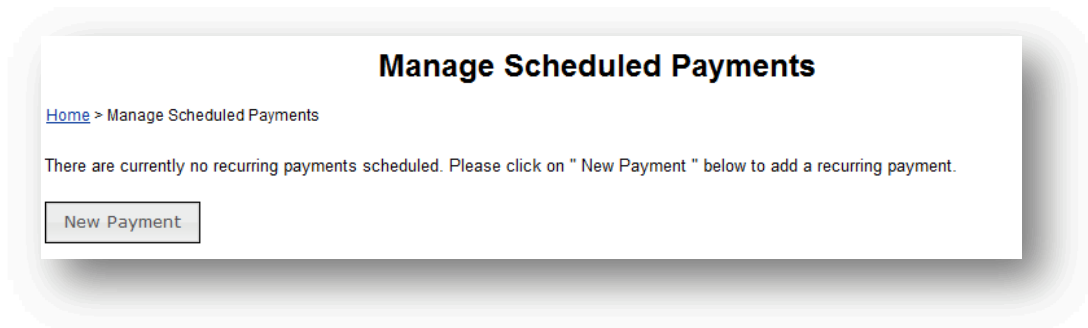 Manage Scheduled Payments
Home > Manage Scheduled Payments
There are currently no recurring payments scheduled. Please click on " New Payment " below to add a recurring payment.
New Payment